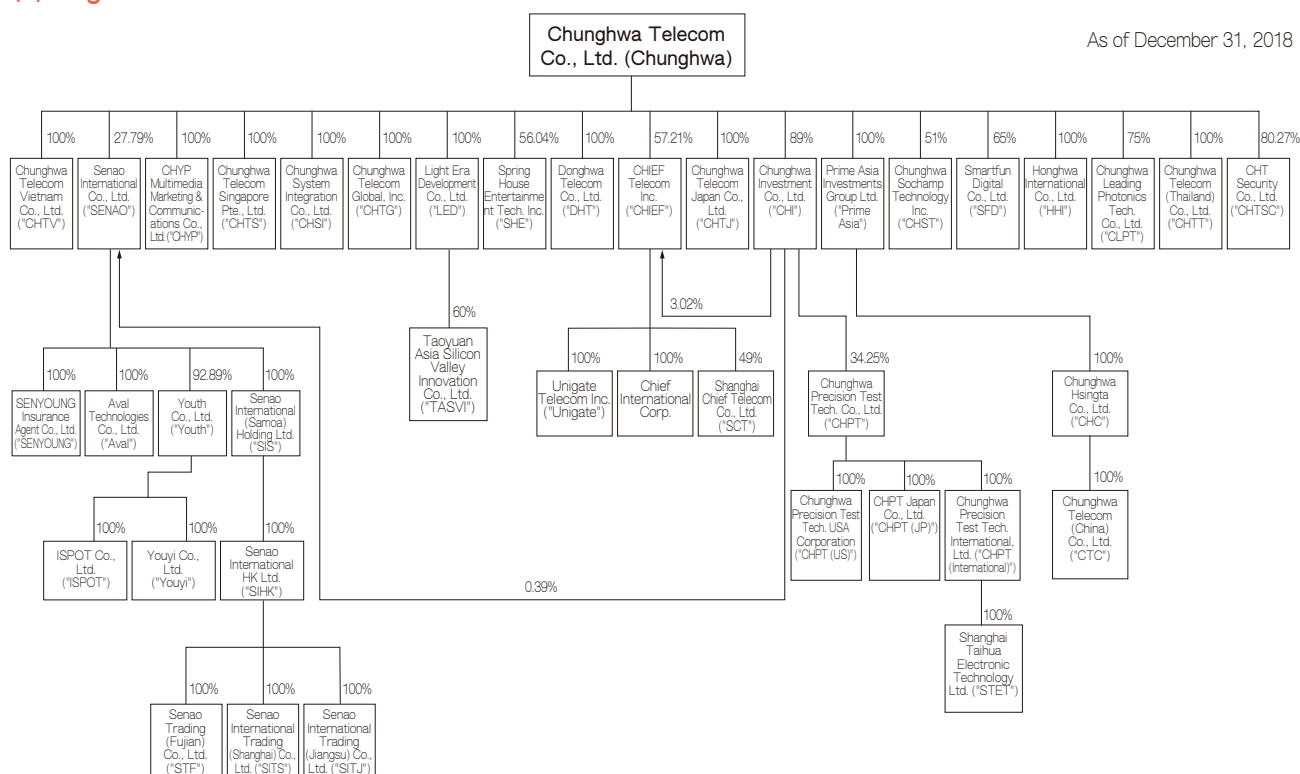 Chunghwa Telecom
Co., Ltd. (Chunghwa)
As of December 31, 2018
100%
27.79%
100%
100%
100%
100%
100%
56.04%
100%
57.21%
100%
89%
100%
51%
65%
100%
75%
100%
80.27%
Chunghwa
Telecom
Vietnam
Co., Ltd.
("CHTV")
Senao
International
Co., Ltd.
("SENAO")
CHYP
Multimedia
Marketing &
Communic-
ations Co.,
Ltd.("CHYP")
Chunghwa
Telecom
Singapore
Pte., Ltd.
("CHTS")
Chunghwa
System
Integration
Co., Ltd.
("CHSI")
Chunghwa
Telecom
Global, Inc.
("CHTG")
Light Era
Development
Co., Ltd.
("LED")
Spring
House
Entertainme
nt Tech. Inc.
("SHE")
Donghwa
Telecom
Co., Ltd.
("DHT")
CHIEF
Telecom
Inc.
("CHIEF")
Chunghwa
Telecom
Japan Co.,
Ltd.
("CHTJ")
Chunghwa
Investment
Co., Ltd.
("CHI")
Prime Asia
Investments
Group Ltd.
("Prime
Asia")
Chunghwa
Sochamp
Technology
Inc.
("CHST")
Smartfun
Digital
Co., Ltd.
("SFD")
Honghwa
International
Co., Ltd.
("HHI")
Chunghwa
Leading
Photonics
Tech.
Co., Ltd.
("CLPT")
Chunghwa
Telecom
(Thailand)
Co., Ltd.
("CHTT")
CHT
Security
Co., Ltd.
("CHTSC")
3.02%
60%
Taoyuan
Asia Silicon
Valley
Innovation
Co., Ltd.
("TASVI")
100%
100%
92.89%
100%
SENYOUNG
Insurance
Agent Co., Ltd.
("SENYOUNG")
Aval
Technologies
Co., Ltd.
("Aval")
Youth
Co., Ltd.
("Youth")
Senao
International
(Samoa)
Holding Ltd.
("SIS")
100%
100%
49%
Unigate
Telecom Inc.
("Unigate")
Chief
International
Corp.
Shanghai
Chief Telecom
Co., Ltd.
("SCT")
34.25%
Chunghwa
Precision Test
Tech. Co., Ltd.
("CHPT")
100%
Chunghwa
Hsingta
Co., Ltd.
("CHC")
100%
100%
100%
ISPOT Co.,
Ltd.
("ISPOT")
Youyi Co.,
Ltd.
("Youyi")
Senao
International
HK Ltd.
("SIHK")
0.39%
100%
100%
100%
Chunghwa
Precision Test
Tech. USA
Corporation
("CHPT (US)")
CHPT Japan
Co., Ltd.
("CHPT (JP)")
Chunghwa
Precision
Test Tech.
International,
Ltd. ("CHPT
(International)")
100%
Chunghwa
Telecom
(China)
Co., Ltd.
("CTC")
100%
Shanghai
Taihua
Electronic
Technology
Ltd. ("STET")
100%
100%
100%
Senao
Trading
(Fujian)
Co., Ltd.
("STF")
Senao
International
Trading
(Shanghai) Co.,
Ltd. ("SITS")
Senao
International
Trading
(Jiangsu) Co.,
Ltd. ("SITJ")